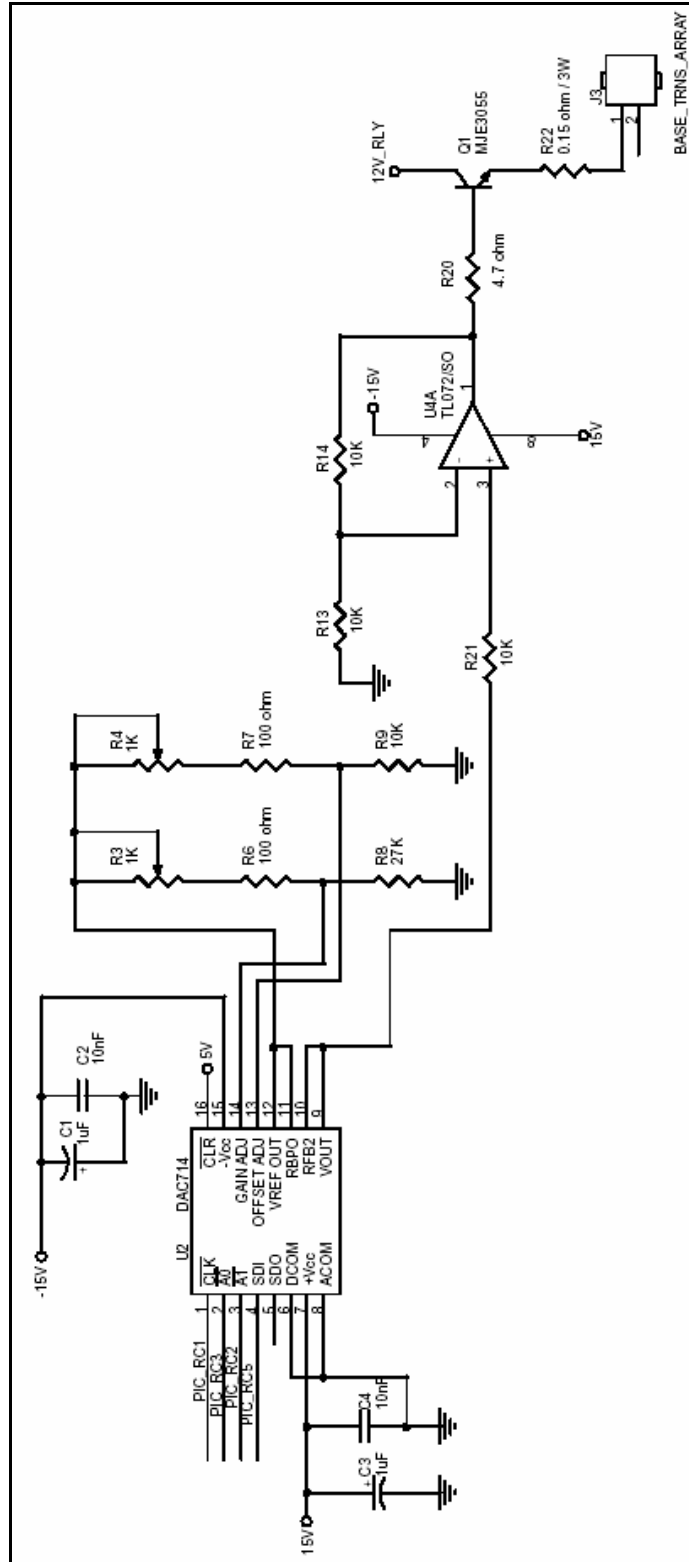 -15V
C1
1uF
+
C2
10nF
5V
U2
DAC714
1
2
3
4
5
6
7
8
CLK
A0
A1
SDI
SDO
DCOM
+Vcc
ACOM
CLR
-Vcc
GAIN ADJ
OFFSET ADJ
VREF OUT
RBPO
RFB2
VOUT
16
15
14
13
12
11
10
9
PIC_RC1
PIC_RC3
PIC_RC2
PIC_RC5
15V
+
C3
1uF
C4
10nF
R3
1K
R4
1K
R6
100 ohm
R7
100 ohm
R8
27K
R9
10K
R13
10K
R14
10K
R21
10K
-15V
U4A
TL072/SO
2
3
-
+
4
8
1
15V
R20
4.7 ohm
12V_RLY
Q1
MJE3055
R22
0.15 ohm / 3W
J3
1
2
BASE_TRNS_ARRAY